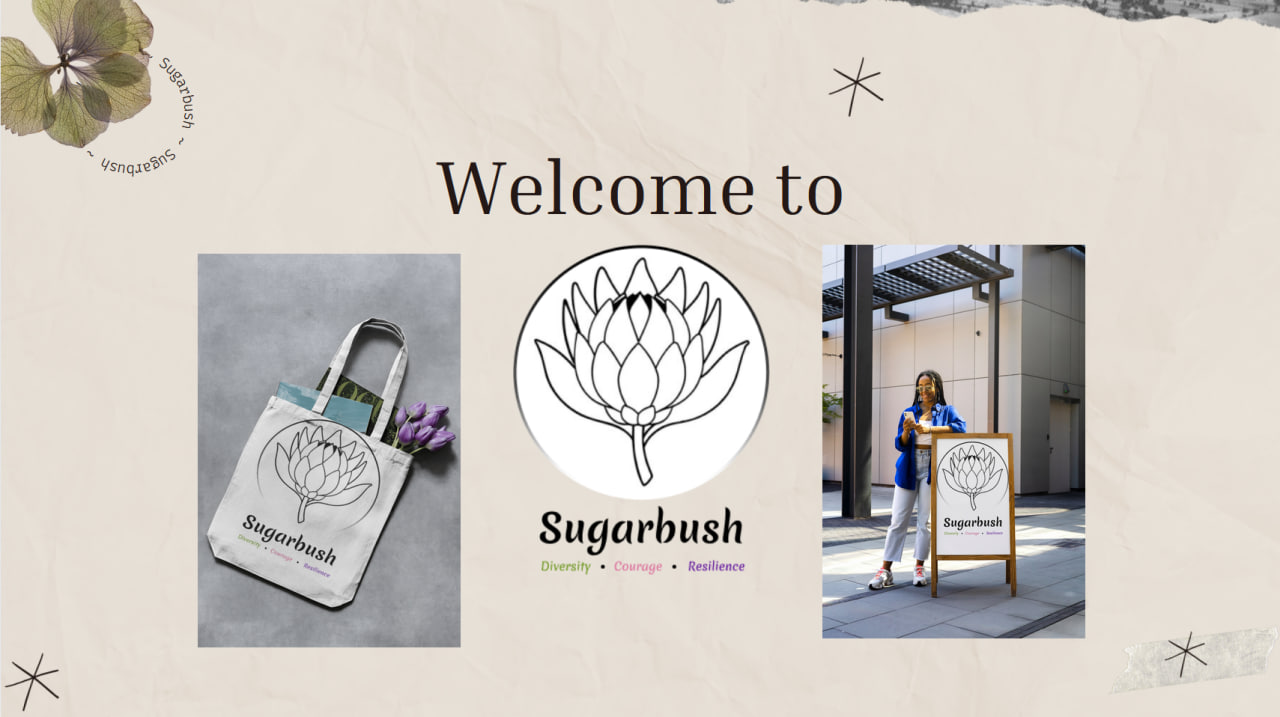 ~ Sugarbush ~ Sugarbush ~
Welcome to
Sugarbush
Diversity • Courage • Resilience
Sugarbush
Diversity • Courage • Resilience
Sugarbush
Diversity • Courage • Resilience